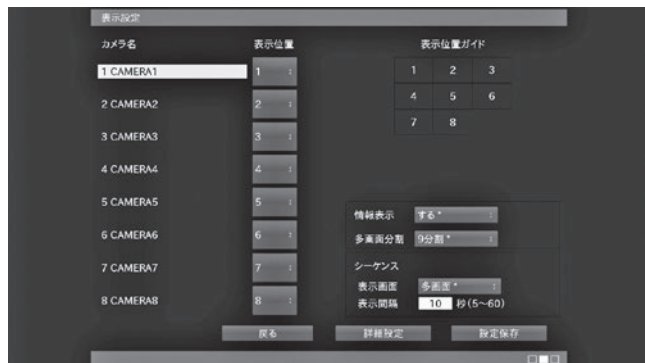 表示設定
カメラ名 表示位置 表示位置ガイド
1 CAMERA1 1
2 CAMERA2 2
3 CAMERA3 3
4 CAMERA4 4
5 CAMERA5 5
6 CAMERA6 6
7 CAMERA7 7
8 CAMERA8 8
1 2 3
4 5 6
7 8
情報表示 する*
多画面分割 9分割*
シーケンス
表示画面 多画面*
表示間隔 10 秒(5~60)
戻る 詳細設定 設定保存